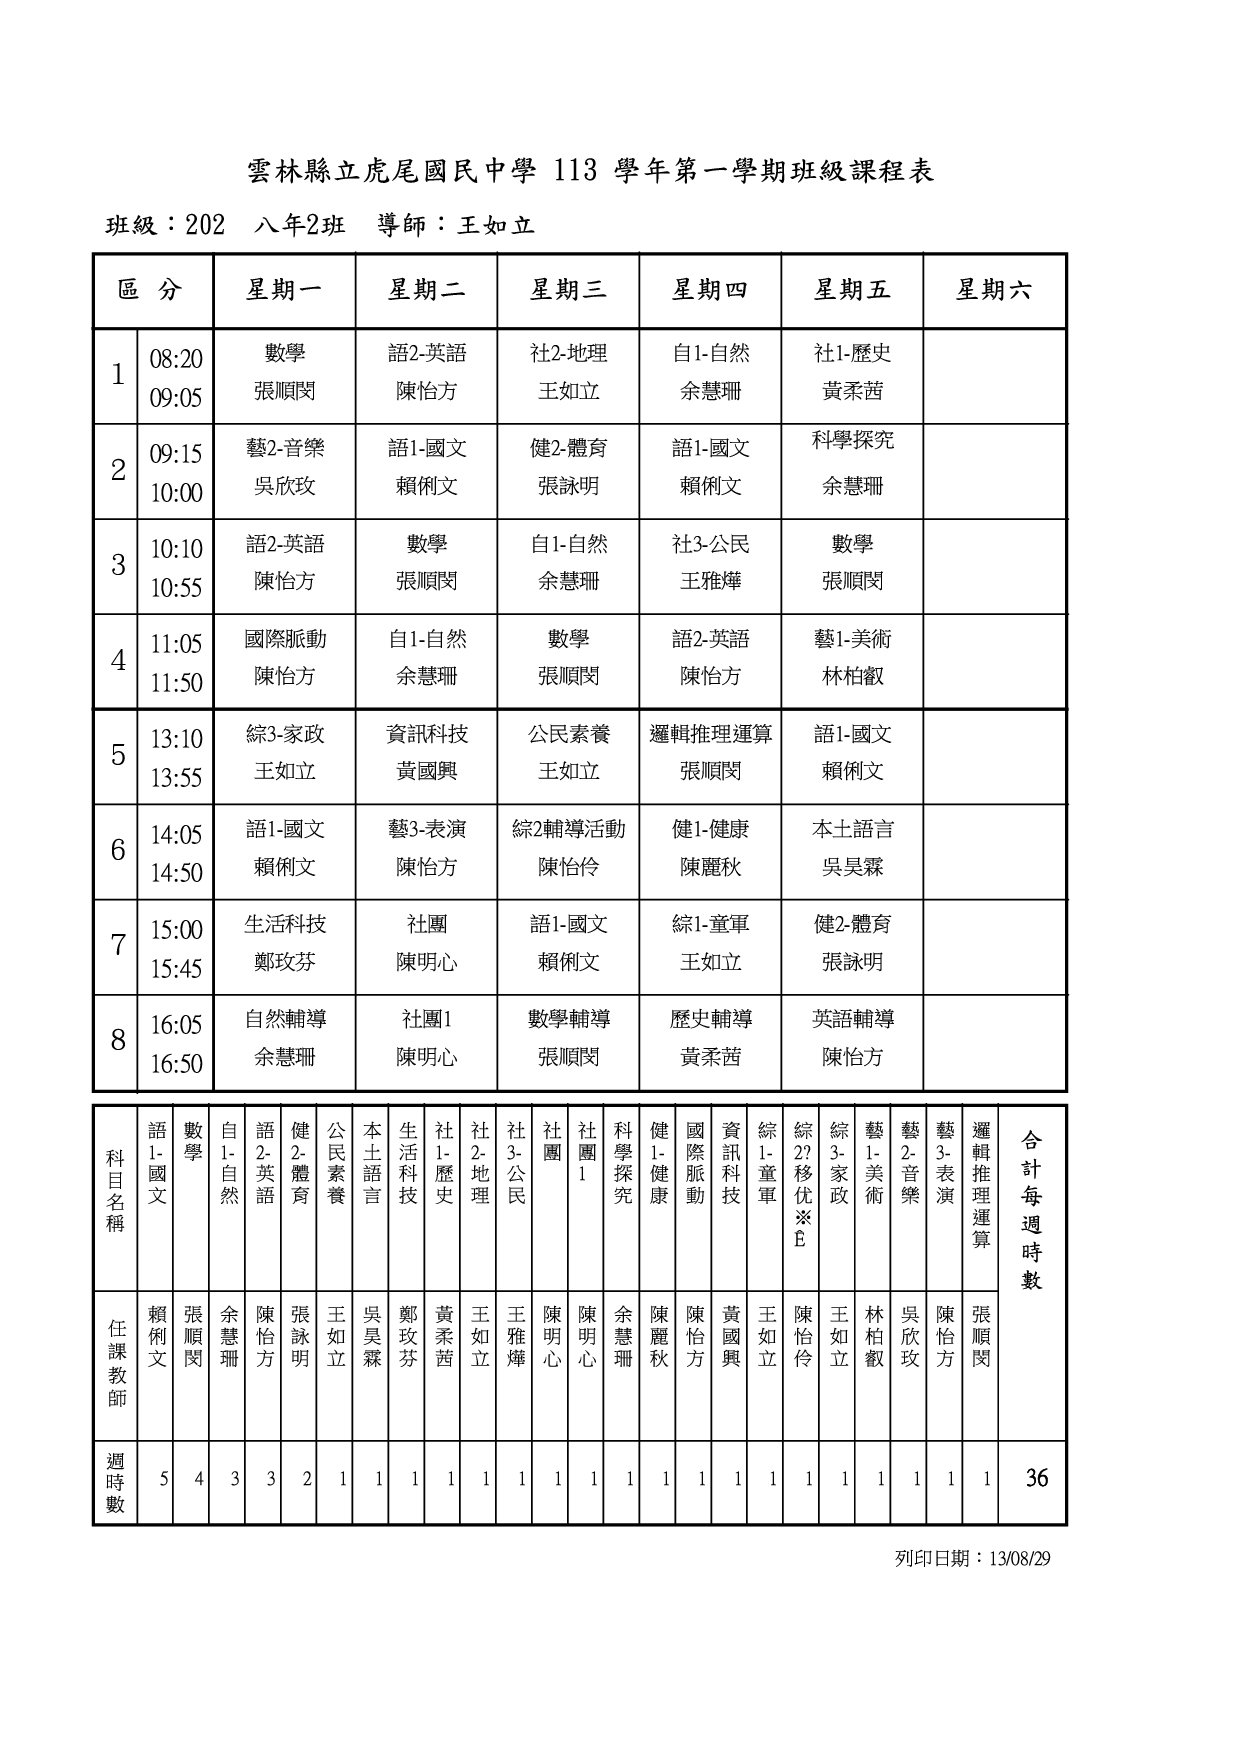 雲林縣立虎尾國民中學 113 學年第一學期班級課程表
班級：202 八年2班 導師：王如立
區 分 星期一 星期二 星期三 星期四 星期五 星期六
1 08:20 09:05 數學 張順閔 語2-英語 陳怡方 社2-地理 王如立 自1-自然 余慧珊 社1-歷史 黃柔茜
2 09:15 10:00 藝2-音樂 吳欣玫 語1-國文 賴俐文 健2-體育 張詠明 語1-國文 賴俐文 科學探究 余慧珊
3 10:10 10:55 語2-英語 陳怡方 數學 張順閔 自1-自然 余慧珊 社3-公民 王雅燁 數學 張順閔
4 11:05 11:50 國際脈動 陳怡方 自1-自然 余慧珊 數學 張順閔 語2-英語 陳怡方 藝1-美術 林柏叡
5 13:10 13:55 綜3-家政 王如立 資訊科技 黃國興 公民素養 王如立 邏輯推理運算 張順閔 語1-國文 賴俐文
6 14:05 14:50 語1-國文 賴俐文 藝3-表演 陳怡方 綜2輔導活動 陳怡伶 健1-健康 陳麗秋 本土語言 吳昊霖
7 15:00 15:45 生活科技 鄭玫芬 社團 陳明心 語1-國文 賴俐文 綜1-童軍 王如立 健2-體育 張詠明
8 16:05 16:50 自然輔導 余慧珊 社團1 陳明心 數學輔導 張順閔 歷史輔導 黃柔茜 英語輔導 陳怡方
科目名稱 語1-國文 數學 自1-自然 語2-英語 健2-體育 公民素養 本土語言 生活科技 社1-歷史 社2-地理 社3-公民 社團 社團1 科學探究 健1-健康 國際脈動 資訊科技 綜1-童軍 綜2?移优※E 綜3-家政 藝1-美術 藝2-音樂 藝3-表演 邏輯推理運算 合計每週時數
任課教師 賴俐文 張順閔 余慧珊 陳怡方 張詠明 王如立 吳昊霖 鄭玫芬 黃柔茜 王如立 王雅燁 陳明心 陳明心 余慧珊 陳麗秋 陳怡方 黃國興 王如立 陳怡伶 王如立 林柏叡 吳欣玫 陳怡方 張順閔
週時數 5 4 3 3 2 1 1 1 1 1 1 1 1 1 1 1 1 1 1 1 1 1 1 1 36
列印日期：13/08/29